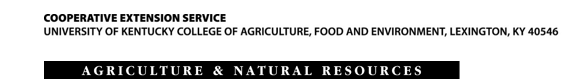 COOPERATIVE EXTENSION SERVICE
UNIVERSITY OF KENTUCKY COLLEGE OF AGRICULTURE, FOOD AND ENVIRONMENT, LEXINGTON, KY 40546
AGRICULTURE & NATURAL RESOURCES